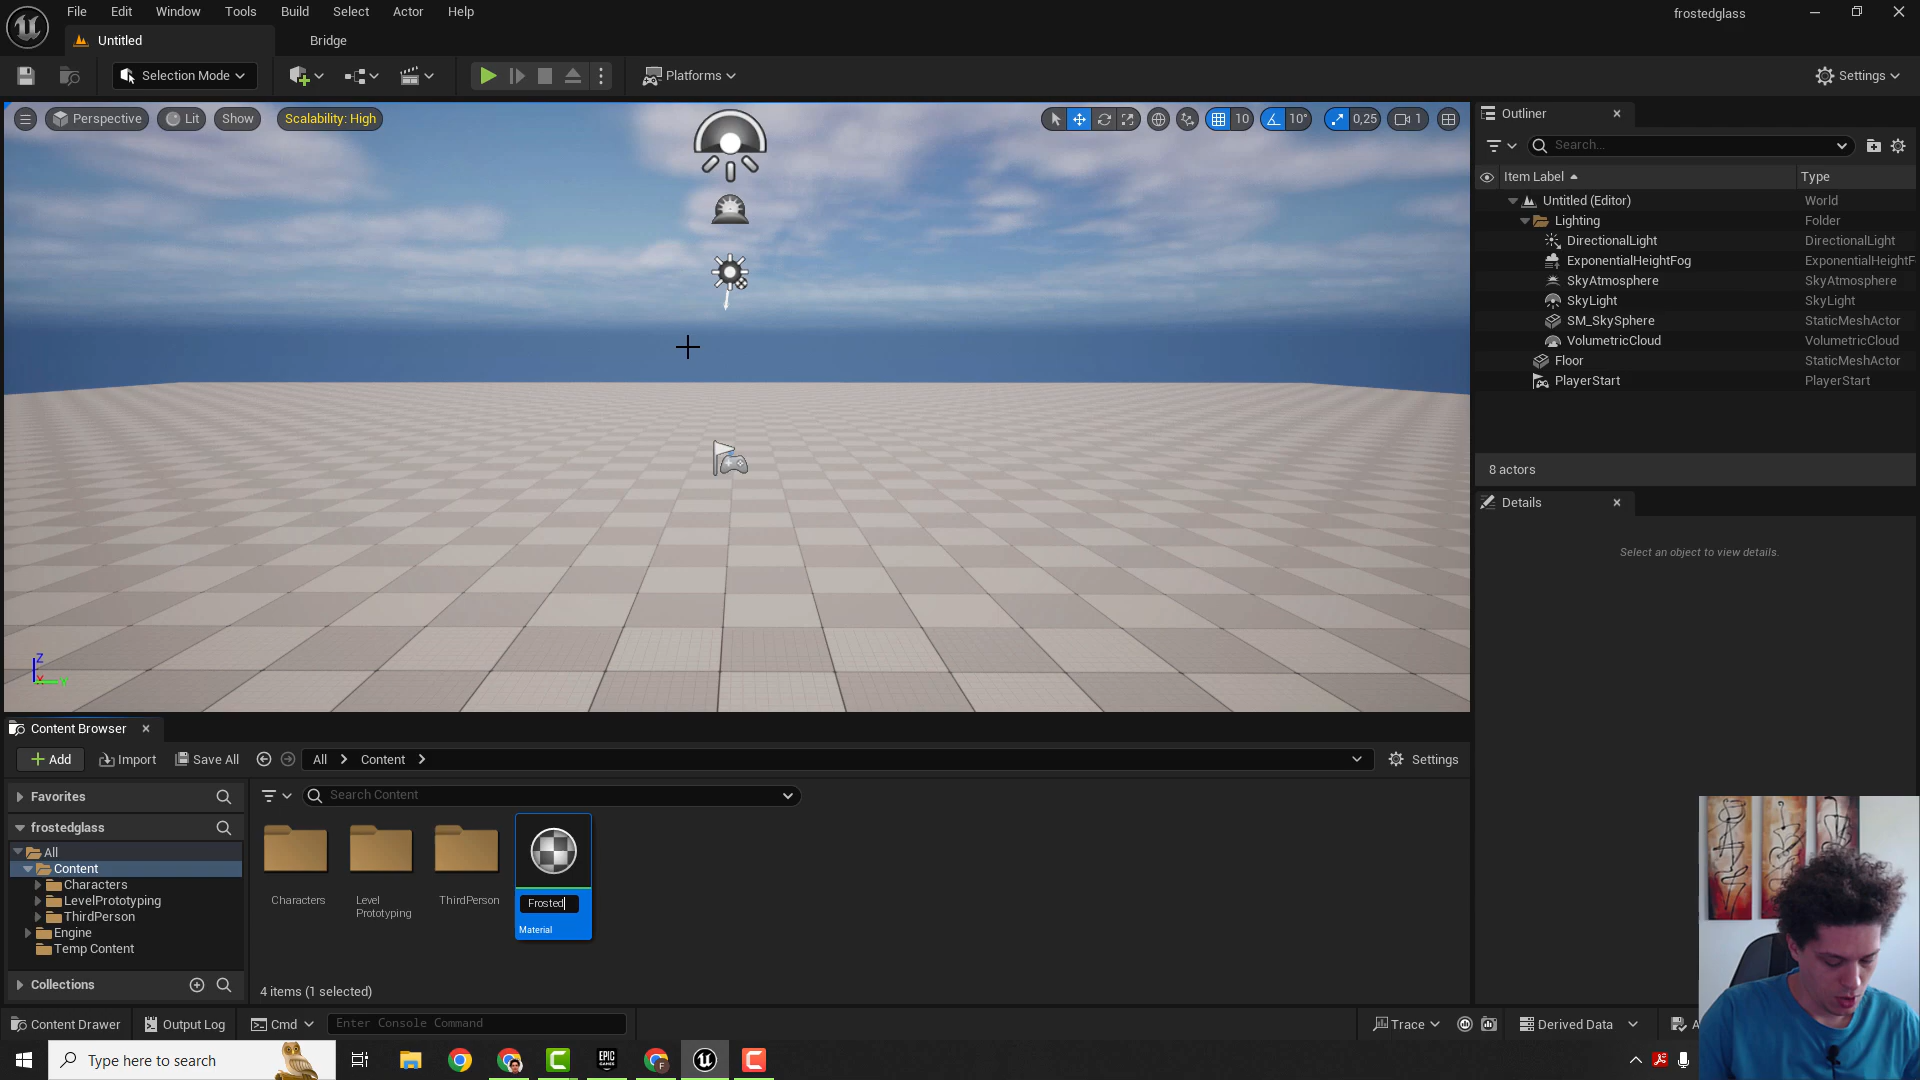 File Edit Window Tools Build Select Actor Help
frostedglass
Untitled Bridge
Selection Mode Platforms Settings
Perspective Lit Show Scalability: High 10 10° 0,25 1
Outliner
Search...
Item Label Type
Untitled (Editor) World
Lighting Folder
DirectionalLight DirectionalLight
ExponentialHeightFog ExponentialHeightF
SkyAtmosphere SkyAtmosphere
SkyLight SkyLight
SM_SkySphere StaticMeshActor
VolumetricCloud VolumetricCloud
Floor StaticMeshActor
PlayerStart PlayerStart
8 actors
Details
Select an object to view details.
Z
Content Browser
Add Import Save All All Content Settings
Favorites
Search Content
frostedglass
All
Content
Characters
LevelPrototyping
ThirdPerson
Engine
Temp Content
Collections
Characters
Level
Prototyping
ThirdPerson
Frosted
Material
4 items (1 selected)
Content Drawer Output Log Cmd Enter Console Command Trace Derived Data
Type here to search
EPIC
GAMES